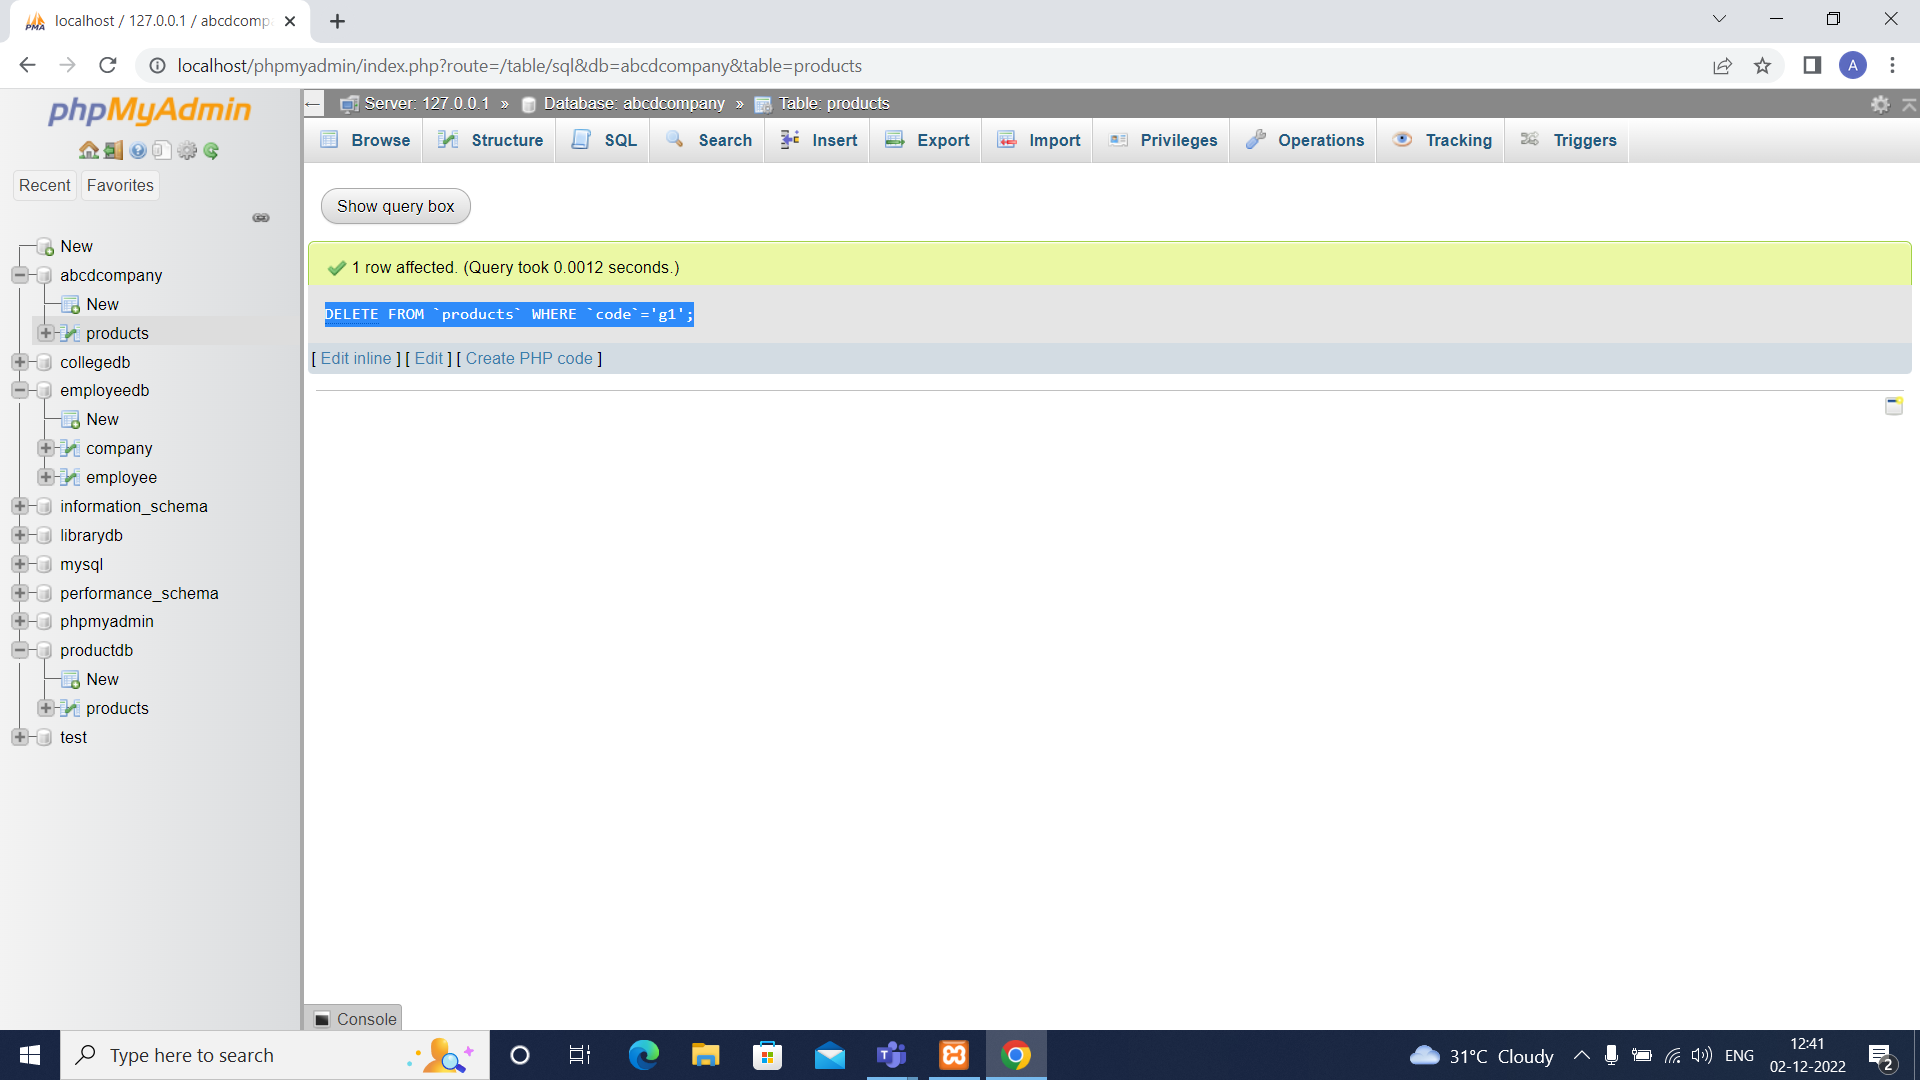 localhost / 127.0.0.1 / abcdcomp
localhost/phpmyadmin/index.php?route=/table/sql&db=abcdcompany&table=products
A
phpMyAdmin
Recent
Favorites
New
abcdcompany
New
products
collegedb
employeedb
New
company
employee
information_schema
librarydb
mysql
performance_schema
phpmyadmin
productdb
New
products
test
Server: 127.0.0.1 » Database: abcdcompany » Table: products
Browse Structure SQL Search Insert Export Import Privileges Operations Tracking Triggers
Show query box
1 row affected. (Query took 0.0012 seconds.)
DELETE FROM `products` WHERE `code`='g1';
[ Edit inline ] [ Edit ] [ Create PHP code ]
Console
Type here to search
31°C Cloudy
ENG
12:41
02-12-2022
2